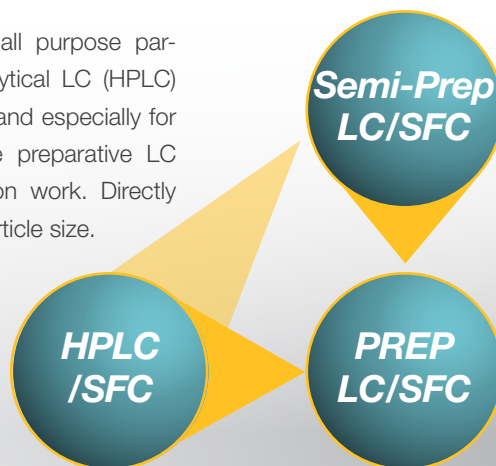 all purpose par-
ytical LC (HPLC)
and especially for
preparative LC
on work. Directly
rticle size.
Semi-Prep
LC/SFC
HPLC
/SFC
PREP
LC/SFC